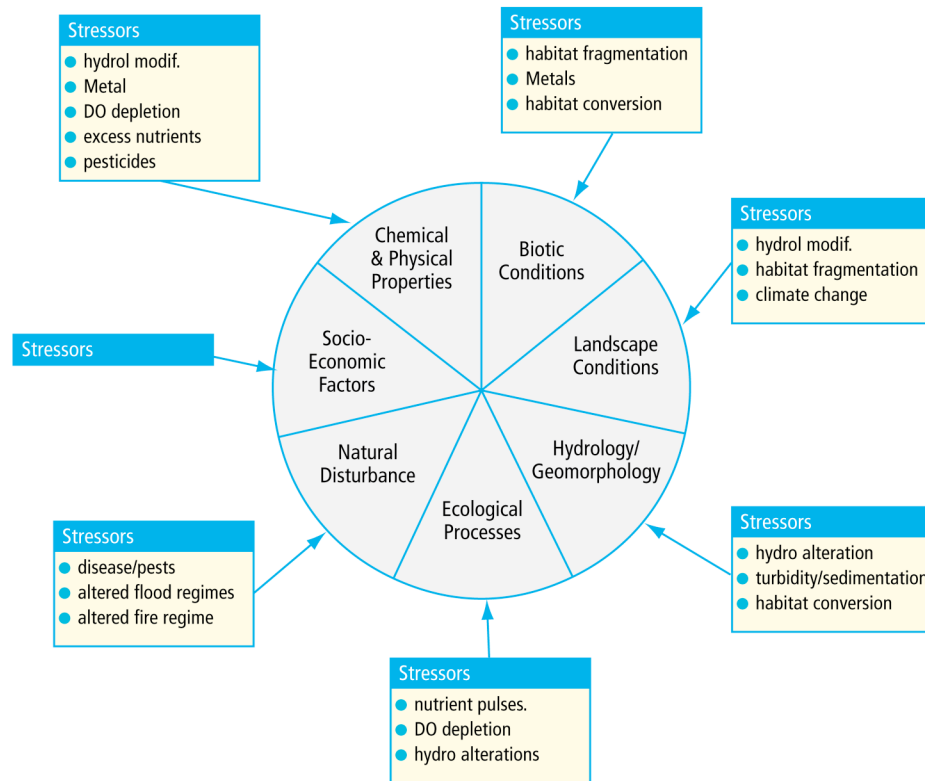 Stressors
hydrol modif.
Metal
DO depletion
excess nutrients
pesticides
Stressors
habitat fragmentation
Metals
habitat conversion
Stressors
hydrol modif.
habitat fragmentation
climate change
Chemical
& Physical
Properties
Biotic
Conditions
Landscape
Conditions
Hydrology/
Geomorphology
Ecological
Processes
Natural
Disturbance
Socio-
Economic
Factors
Stressors
Stressors
disease/pests
altered flood regimes
altered fire regime
Stressors
nutrient pulses.
DO depletion
hydro alterations
Stressors
hydro alteration
turbidity/sedimentation
habitat conversion